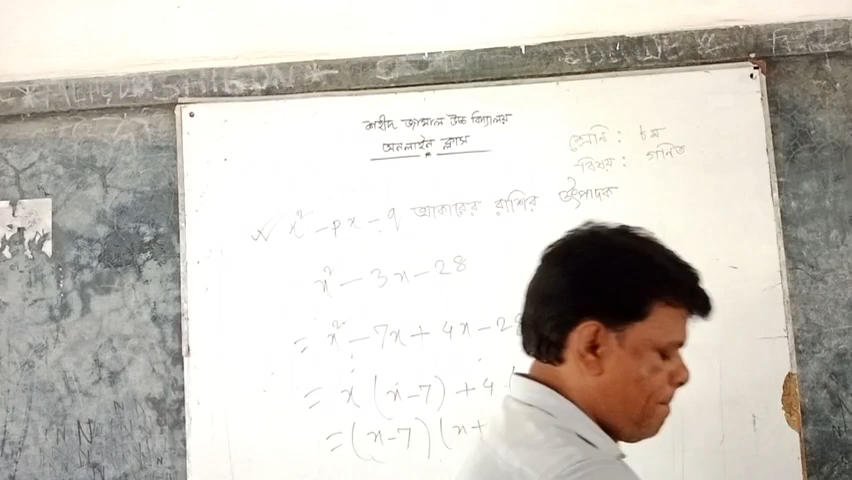 শহীদ জামাল উচ্চ বিদ্যালয়
অনলাইন ক্লাস
শ্রেনি : ৮ম
বিষয় : গনিত
x² - px - q আকারের রাশির উৎপাদক
x² - 3x - 28
= x² - 7x + 4x - 28
= x (x-7) + 4 (
= (x-7) (x+